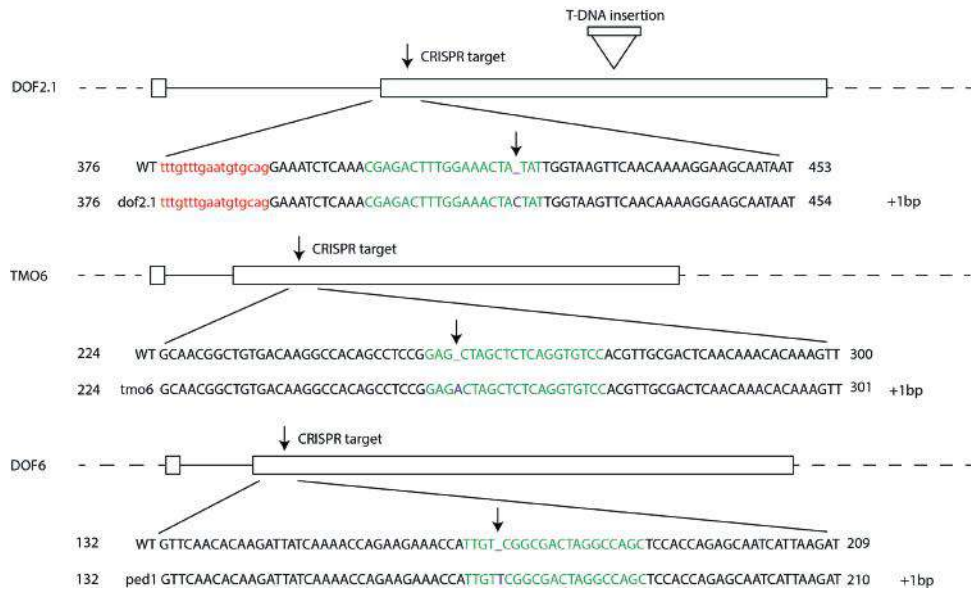 T-DNA insertion
CRISPR target
DOF2.1
376 WT tttgtttgaatgtgcagGAAATCTCAAACGAGACTTTGGAAACTA_TATTGGTAAGTTCAACAAAAGGAAGCAATAAT 453
376 dof2.1 tttgtttgaatgtgcagGAAATCTCAAACGAGACTTTGGAAACTACTATTGGTAAGTTCAACAAAAGGAAGCAATAAT 454 +1bp
CRISPR target
TMO6
224 WT GCAACGGCTGTGACAAGGCCACAGCCTCCGGAG_CTAGCTCTCAGGTGTCCACGTTGCGACTCAACAAACACAAAGTT 300
224 tmo6 GCAACGGCTGTGACAAGGCCACAGCCTCCGGAGACTAGCTCTCAGGTGTCCACGTTGCGACTCAACAAACACAAAGTT 301 +1bp
CRISPR target
DOF6
132 WT GTTCAACACAAGATTATCAAAACCAGAAGAAACCATTGT_CGGCGACTAGGCCAGCTCCACCAGAGCAATCATTAAGAT 209
132 ped1 GTTCAACACAAGATTATCAAAACCAGAAGAAACCATTGTTCGGCGACTAGGCCAGCTCCACCAGAGCAATCATTAAGAT 210 +1bp